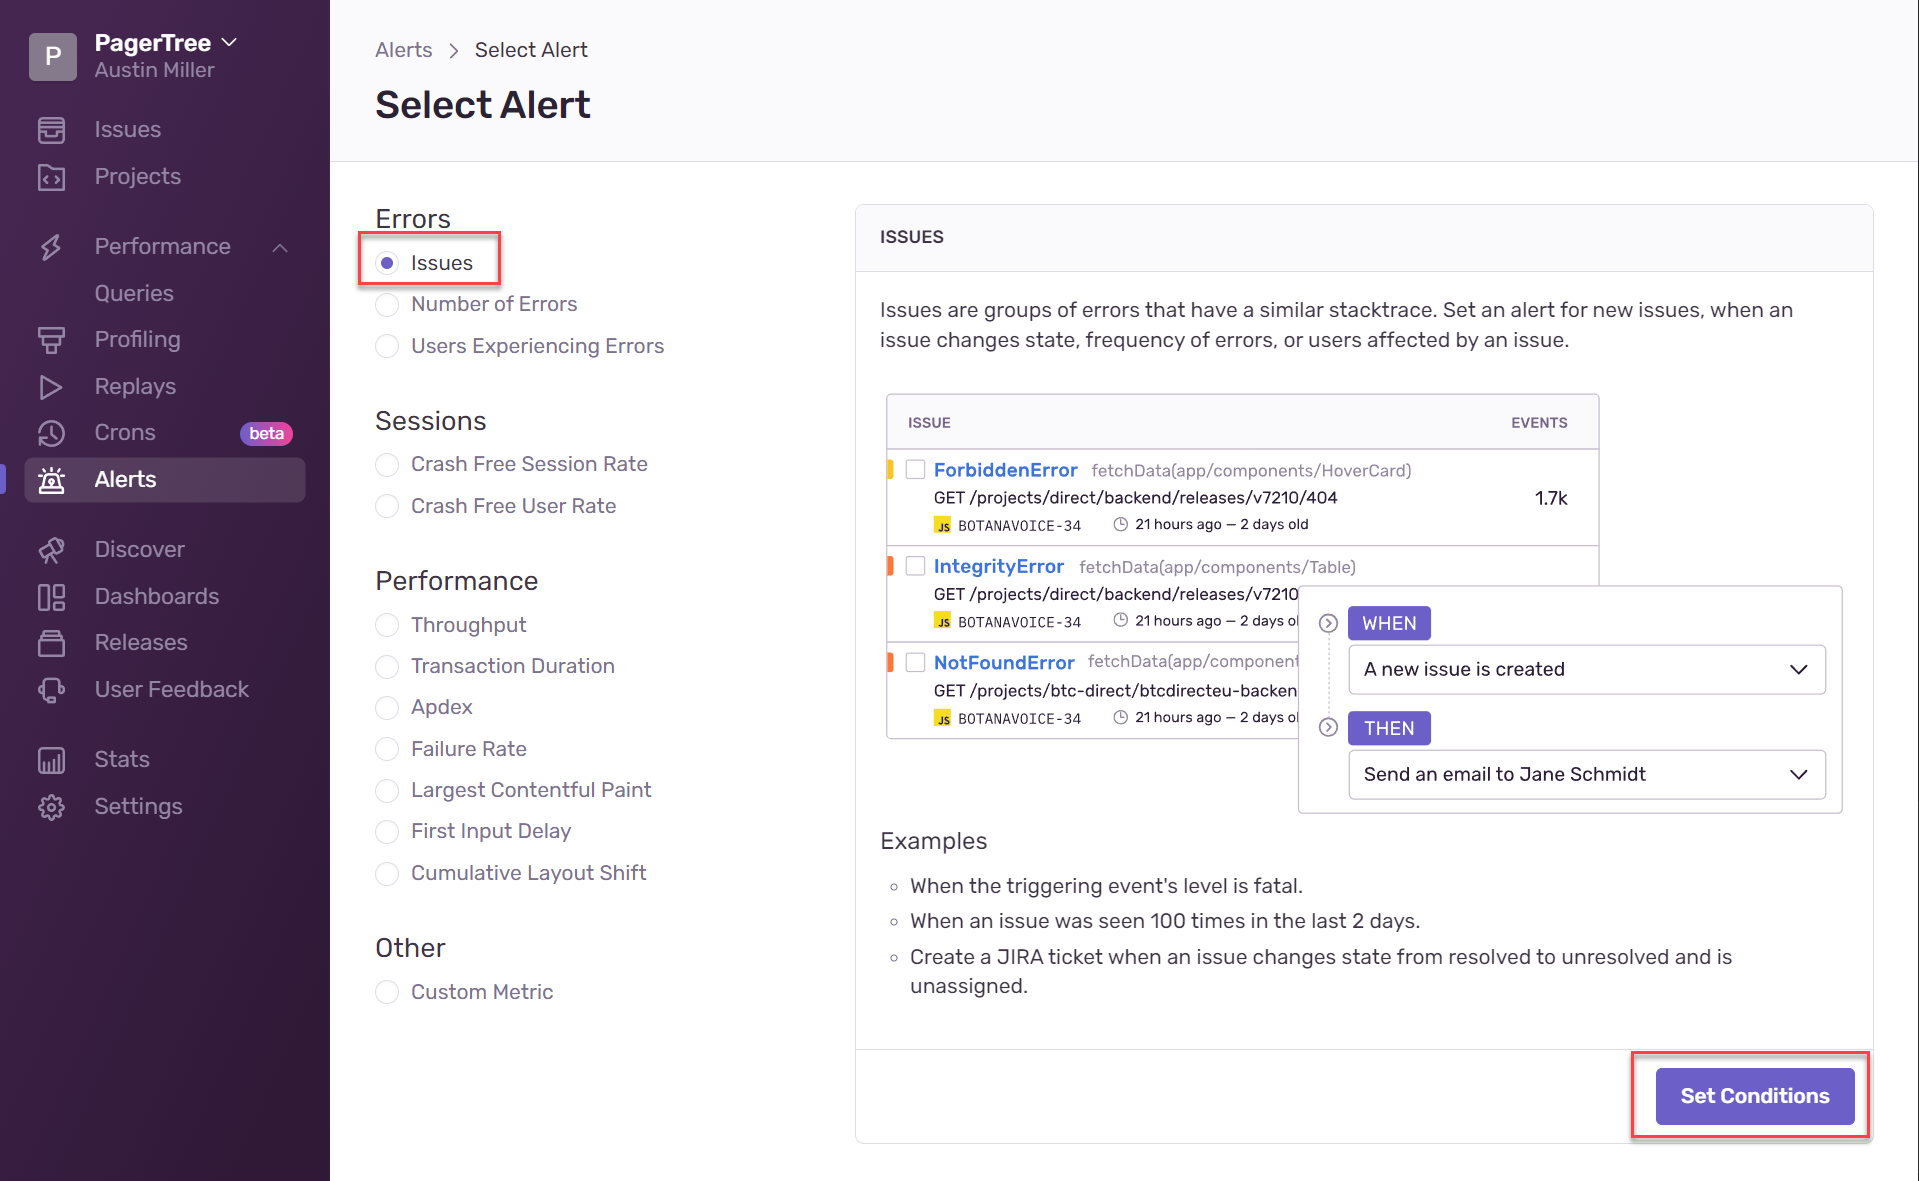 P
PagerTree
Austin Miller
Issues
Projects
Performance
Queries
Profiling
Replays
Crons beta
Alerts
Discover
Dashboards
Releases
User Feedback
Stats
Settings
Alerts Select Alert
Select Alert
Errors
Issues
Number of Errors
Users Experiencing Errors
Sessions
Crash Free Session Rate
Crash Free User Rate
Performance
Throughput
Transaction Duration
Apdex
Failure Rate
Largest Contentful Paint
First Input Delay
Cumulative Layout Shift
Other
Custom Metric
ISSUES
Issues are groups of errors that have a similar stacktrace. Set an alert for new issues, when an
issue changes state, frequency of errors, or users affected by an issue.
ISSUE EVENTS
ForbiddenError fetchData(app/components/HoverCard)
GET /projects/direct/backend/releases/v7210/404 1.7k
JS BOTANAVOICE-34 21 hours ago — 2 days old
IntegrityError fetchData(app/components/Table)
GET /projects/direct/backend/releases/v7210
JS BOTANAVOICE-34 21 hours ago — 2 days ol
NotFoundError fetchData(app/component
GET /projects/btc-direct/btcdirecteu-backen
JS BOTANAVOICE-34 21 hours ago — 2 days ol
WHEN
A new issue is created
THEN
Send an email to Jane Schmidt
Examples
When the triggering event's level is fatal.
When an issue was seen 100 times in the last 2 days.
Create a JIRA ticket when an issue changes state from resolved to unresolved and is
unassigned.
Set Conditions